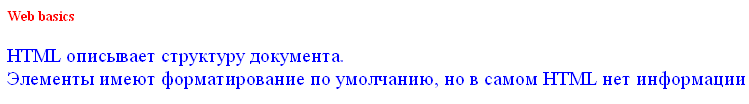 Web basics
HTML описывает структуру документа.
Элементы имеют форматирование по умолчанию, но в самом HTML нет информации